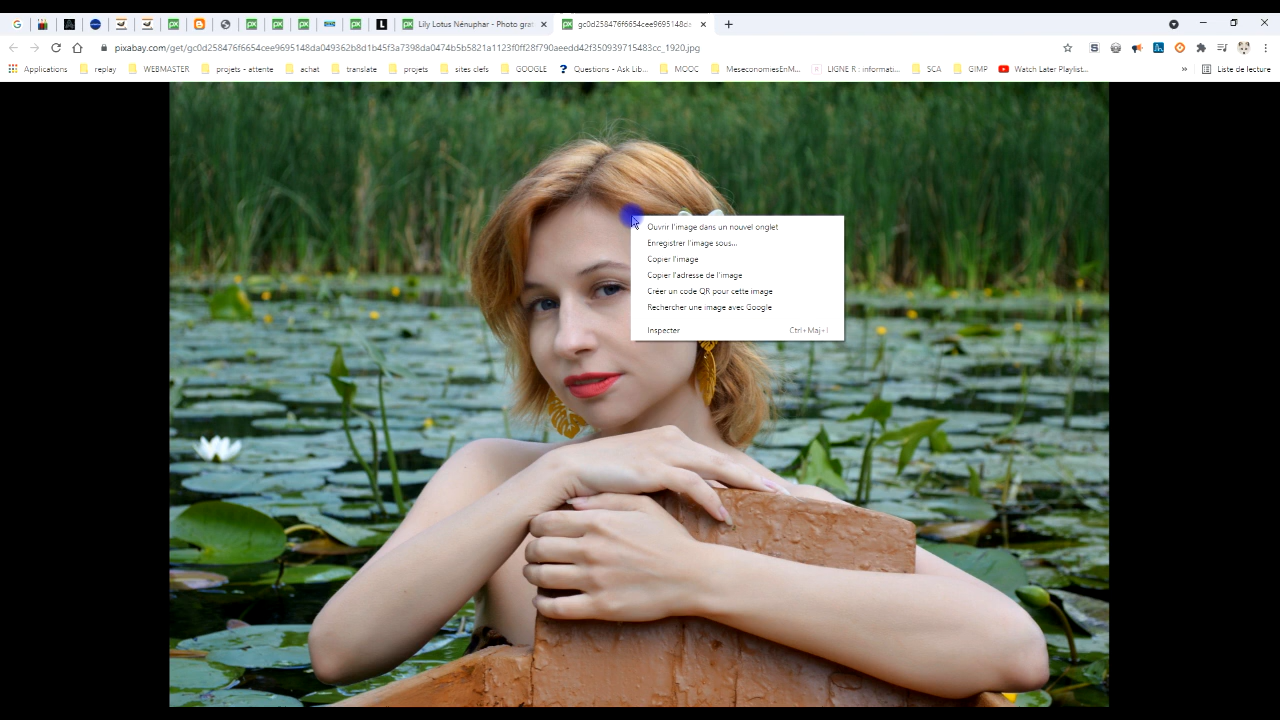 Lily Lotus Nénuphar - Photo grat
gc0d258476f6654cee9695148da
pixabay.com/get/gc0d258476f6654cee9695148da049362b8d1b45f3a7398da0474b5b5821a1123f0ff28f790aeedd42f350939715483cc_1920.jpg
Applications replay WEBMASTER projets - attente achat translate projets sites clefs GOOGLE Questions - Ask Lib... MOOC MeseconomiesEnM... LIGNE R : informati... SCA GIMP Watch Later Playlist... » Liste de lecture
Ouvrir l'image dans un nouvel onglet
Enregistrer l'image sous...
Copier l'image
Copier l'adresse de l'image
Créer un code QR pour cette image
Rechercher une image avec Google
Inspecter Ctrl+Maj+I